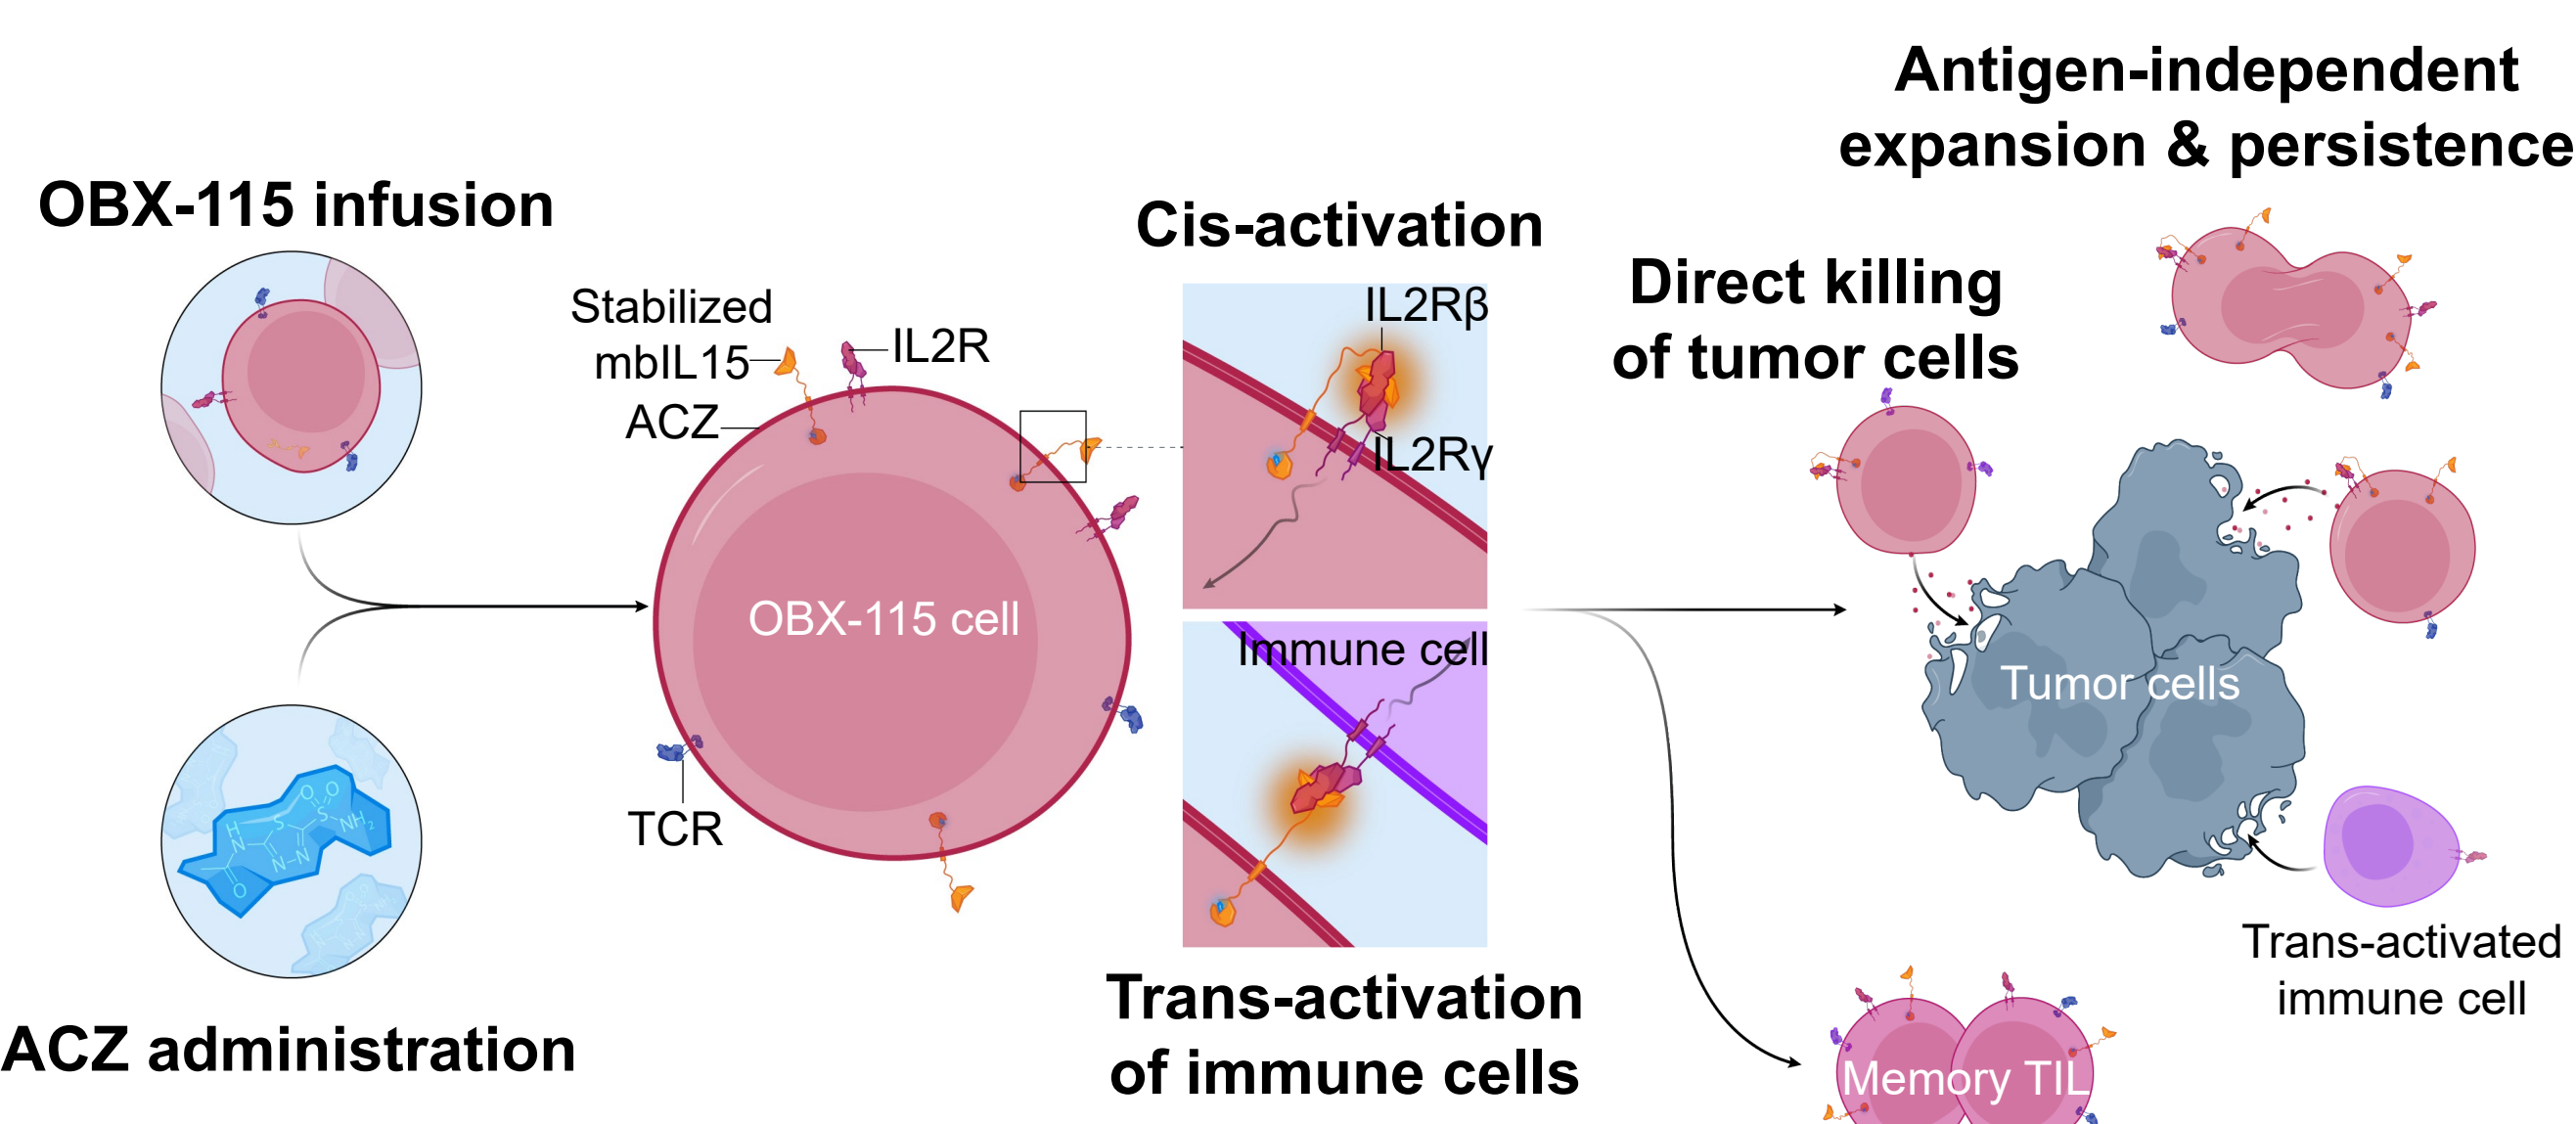 OBX-115 infusion
ACZ administration
O O
S
S
NH2
H
N
N-N
O
Stabilized
mbIL15
ACZ
IL2R
OBX-115 cell
TCR
Cis-activation
IL2Rβ
IL2Rγ
Immune cell
Trans-activation
of immune cells
Direct killing
of tumor cells
Antigen-independent
expansion & persistence
Tumor cells
Trans-activated
immune cell
Memory TIL